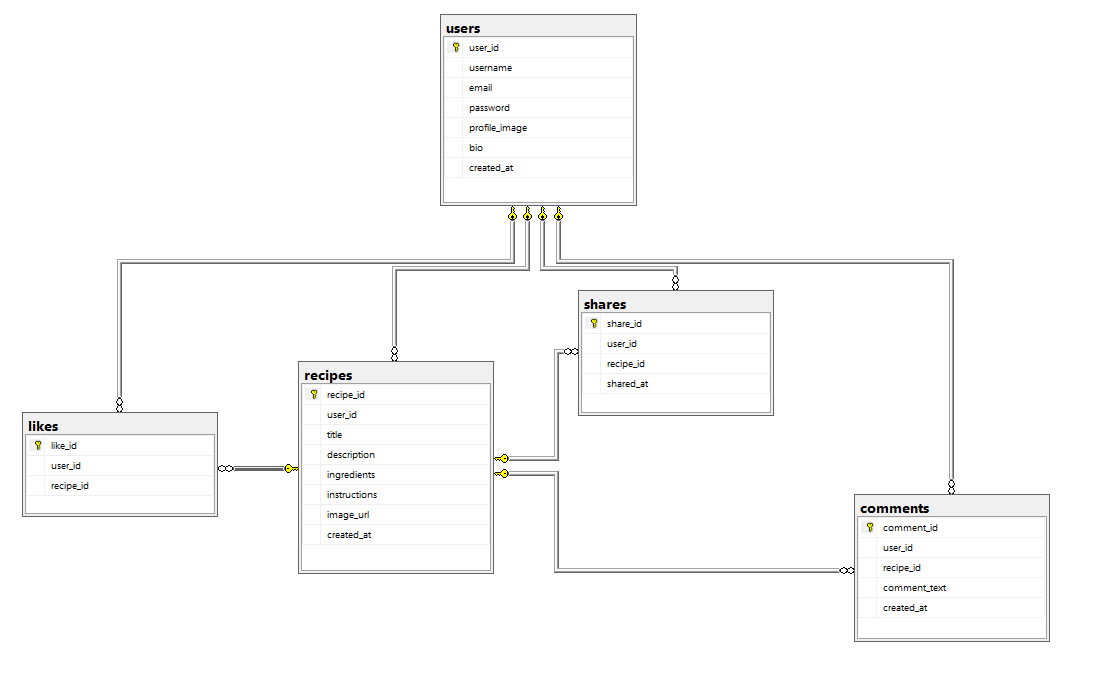 users
user_id
username
email
password
profile_image
bio
created_at
shares
share_id
user_id
recipe_id
shared_at
recipes
recipe_id
user_id
title
description
ingredients
instructions
image_url
created_at
likes
like_id
user_id
recipe_id
comments
comment_id
user_id
recipe_id
comment_text
created_at